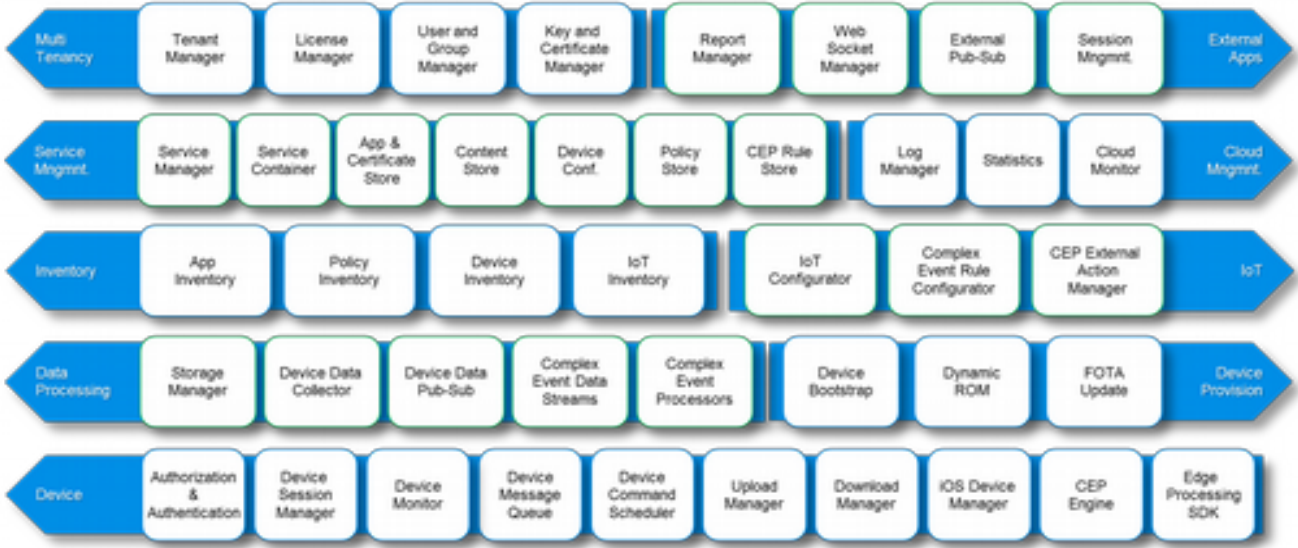 Multi
Tenancy
Tenant
Manager
License
Manager
User and
Group
Manager
Key and
Certificate
Manager
Report
Manager
Web
Socket
Manager
External
Pub-Sub
Session
Mngmnt.
External
Apps
Service
Mngmnt.
Service
Manager
Service
Container
App &
Certificate
Store
Content
Store
Device
Conf.
Policy
Store
CEP Rule
Store
Log
Manager
Statistics
Cloud
Monitor
Cloud
Mngmnt.
Inventory
App
Inventory
Policy
Inventory
Device
Inventory
IoT
Inventory
IoT
Configurator
Complex
Event Rule
Configurator
CEP External
Action
Manager
IoT
Data
Processing
Storage
Manager
Device Data
Collector
Device Data
Pub-Sub
Complex
Event Data
Streams
Complex
Event
Processors
Device
Bootstrap
Dynamic
ROM
FOTA
Update
Device
Provision
Device
Authorization
&
Authentication
Device
Session
Manager
Device
Monitor
Device
Message
Queue
Device
Command
Scheduler
Upload
Manager
Download
Manager
iOS Device
Manager
CEP
Engine
Edge
Processing
SDK